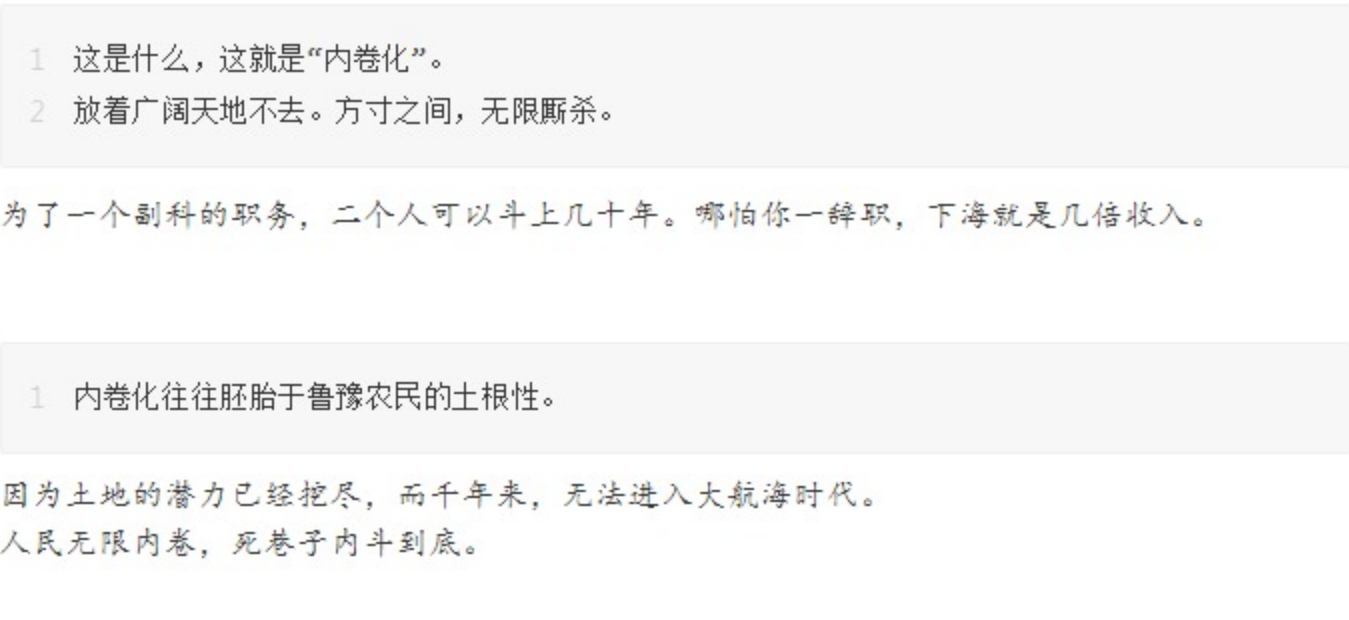 1 这是什么，这就是“内卷化”。
2 放着广阔天地不去。方寸之间，无限厮杀。
为了一个副科的职务，二个人可以斗上几十年。哪怕你一辞职，下海就是几倍收入。
1 内卷化往往胚胎于鲁豫农民的土根性。
因为土地的潜力已经挖尽，而千年来，无法进入大航海时代。
人民无限内卷，死巷子内斗到底。